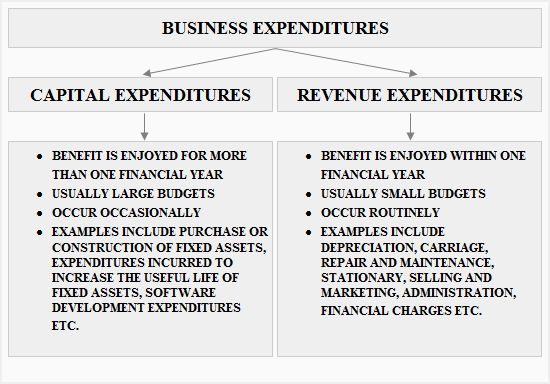 BUSINESS EXPENDITURES
CAPITAL EXPENDITURES
REVENUE EXPENDITURES
• BENEFIT IS ENJOYED FOR MORE
THAN ONE FINANCIAL YEAR
• USUALLY LARGE BUDGETS
• OCCUR OCCASIONALLY
• EXAMPLES INCLUDE PURCHASE OR
CONSTRUCTION OF FIXED ASSETS,
EXPENDITURES INCURRED TO
INCREASE THE USEFUL LIFE OF
FIXED ASSETS, SOFTWARE
DEVELOPMENT EXPENDITURES
ETC.
• BENEFIT IS ENJOYED WITHIN ONE
FINANCIAL YEAR
• USUALLY SMALL BUDGETS
• OCCUR ROUTINELY
• EXAMPLES INCLUDE
DEPRECIATION, CARRIAGE,
REPAIR AND MAINTENANCE,
STATIONARY, SELLING AND
MARKETING, ADMINISTRATION,
FINANCIAL CHARGES ETC.